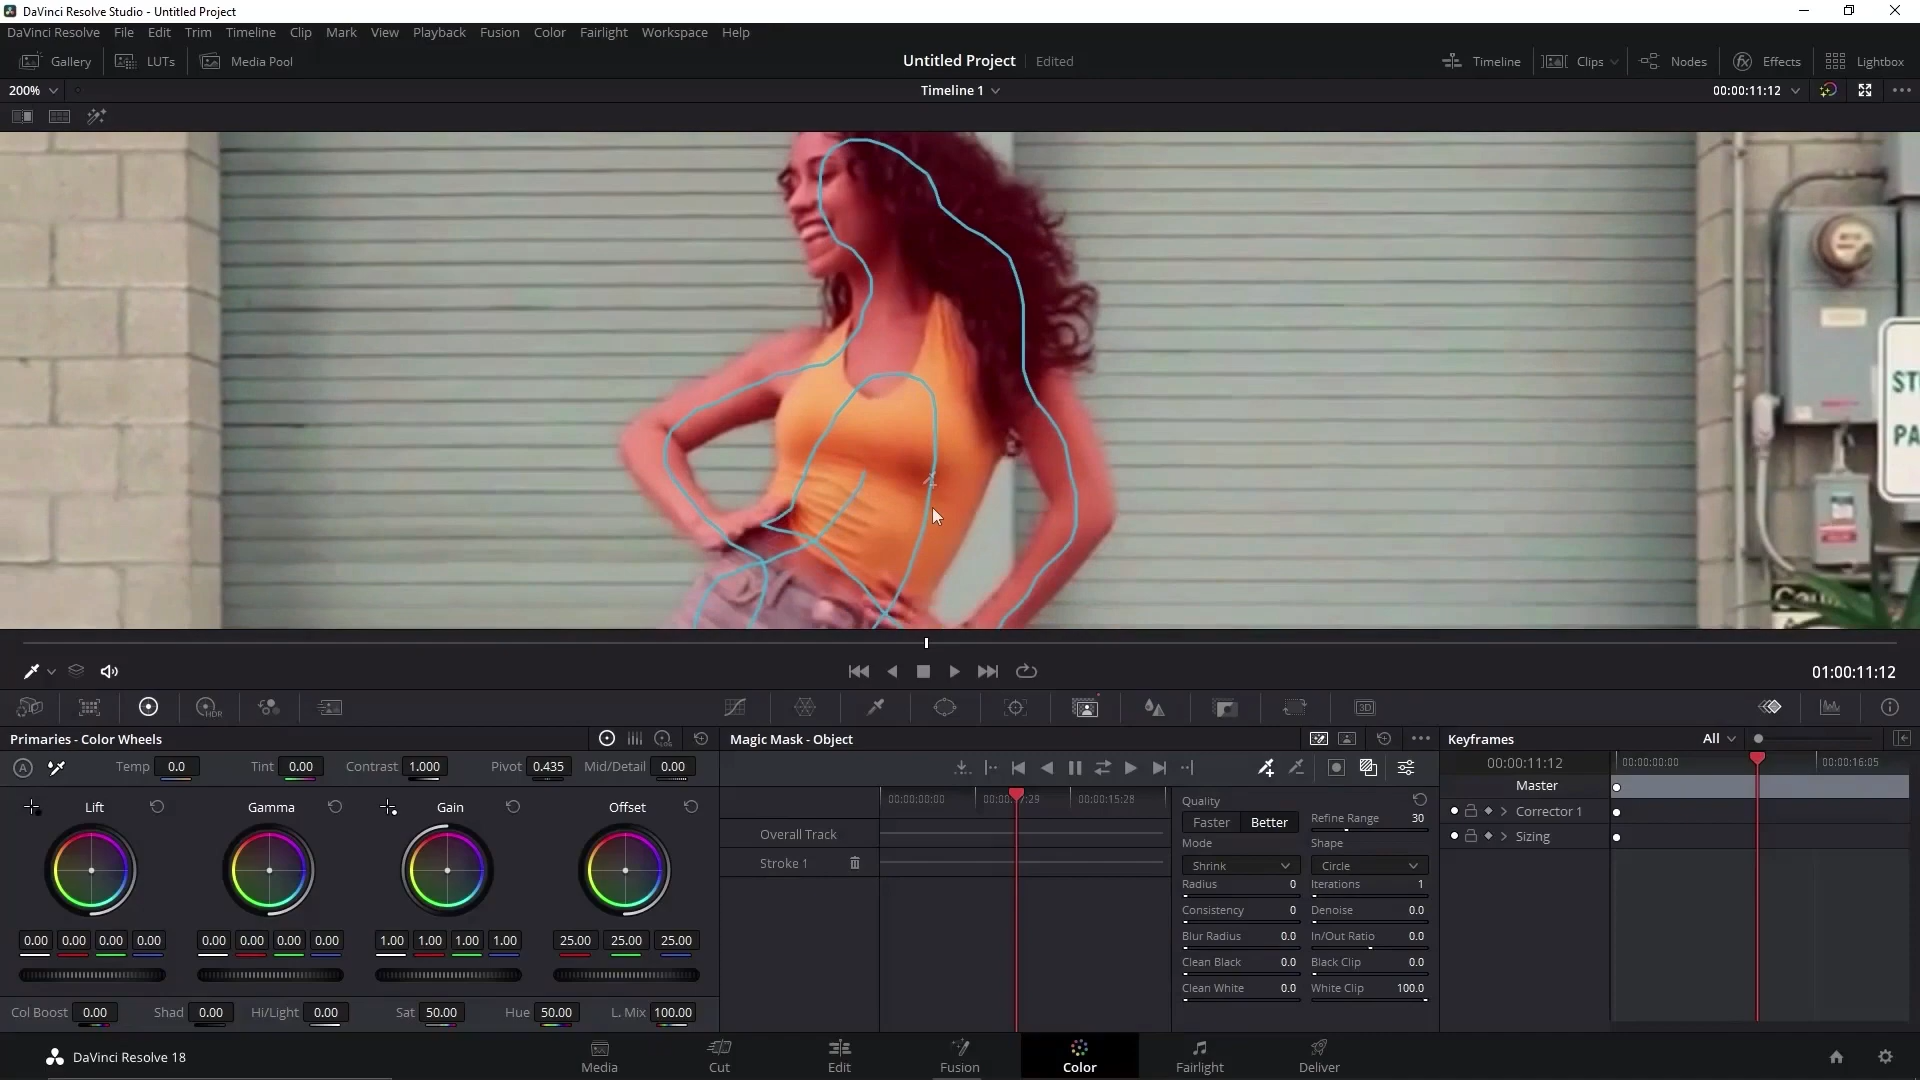 DaVinci Resolve Studio - Untitled Project
DaVinci Resolve File Edit Trim Timeline Clip Mark View Playback Fusion Color Fairlight Workspace Help
Gallery LUTs Media Pool Untitled Project Edited Timeline Clips Nodes Effects Lightbox
200% Timeline 1 00:00:11:12
ST
PA
01:00:11:12
HDR 3D
Primaries - Color Wheels LOG Magic Mask - Object Keyframes All
A Temp 0.0 Tint 0.00 Contrast 1.000 Pivot 0.435 Mid/Detail 0.00
00:00:11:12 00:00:00:00 00:00:16:05
Master
Lift Gamma Gain Offset
00:00:00:00 00:00:15:28
Quality
Faster Better Refine Range 30
Corrector 1
Overall Track
Mode Shape
Sizing
Stroke 1
Shrink Circle
Radius 0 Iterations 1
Consistency 0 Denoise 0.0
Blur Radius 0.0 In/Out Ratio 0.0
0.00 0.00 0.00 0.00 0.00 0.00 0.00 0.00 1.00 1.00 1.00 1.00 25.00 25.00 25.00
Clean Black 0.0 Black Clip 0.0
Clean White 0.0 White Clip 100.0
Col Boost 0.00 Shad 0.00 Hi/Light 0.00 Sat 50.00 Hue 50.00 L. Mix 100.00
DaVinci Resolve 18 Media Cut Edit Fusion Color Fairlight Deliver